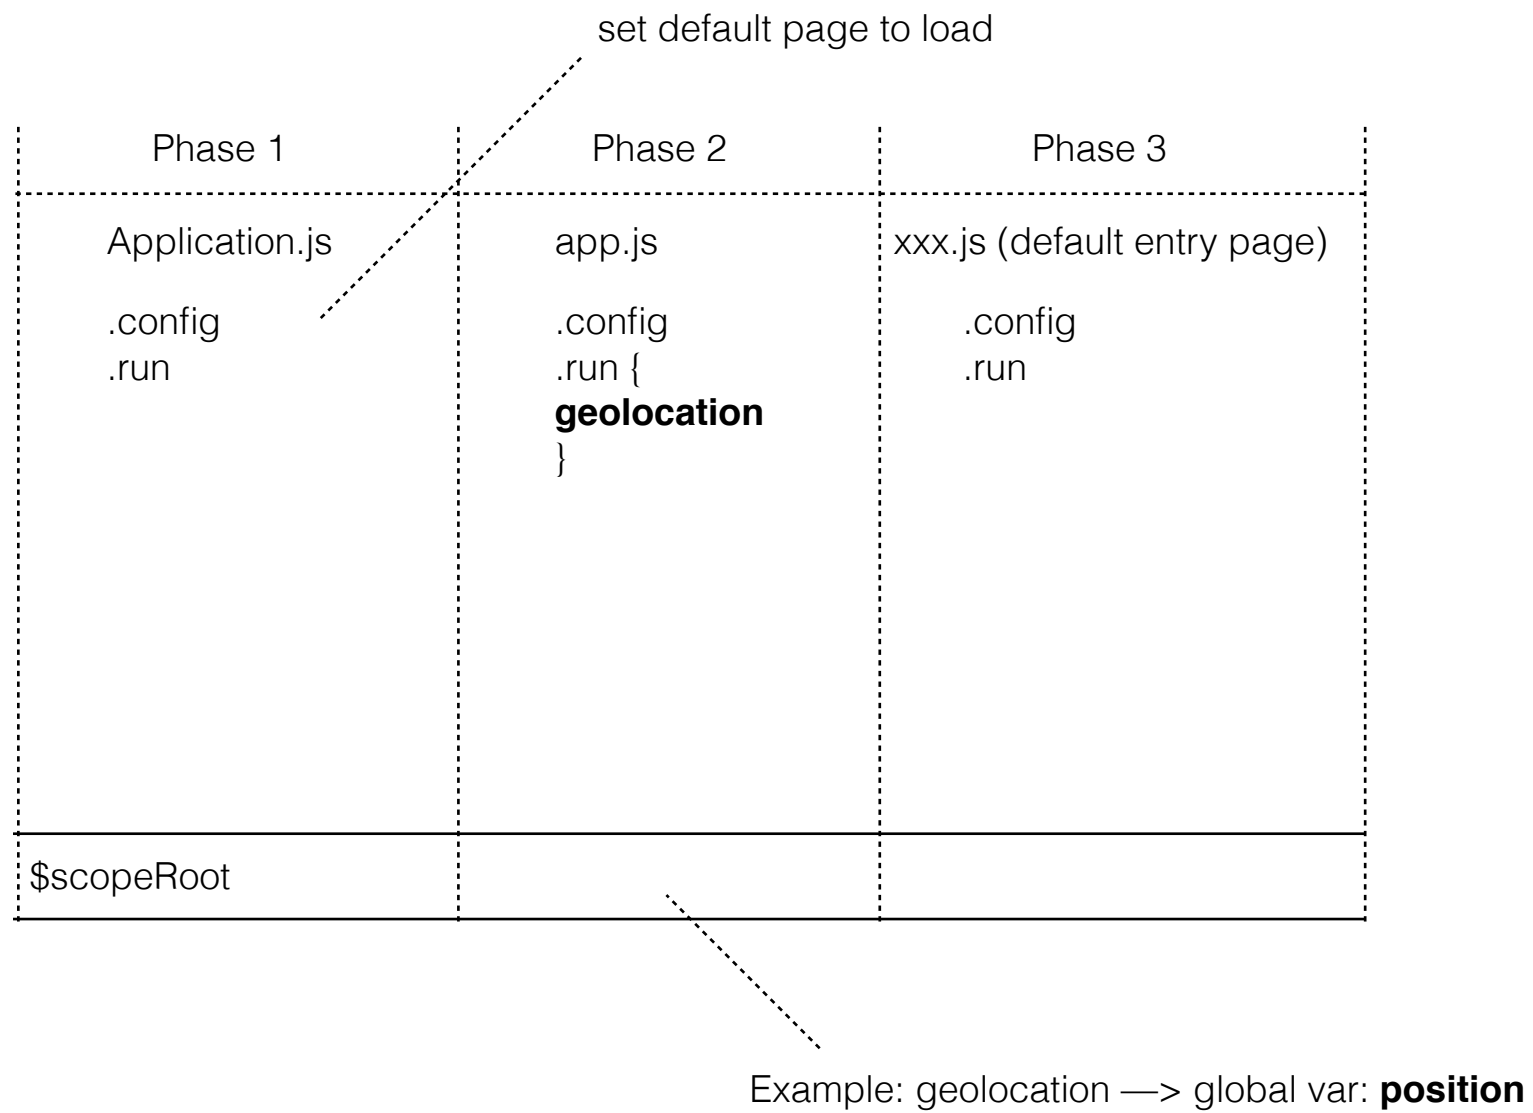 set default page to load
Phase 1
Phase 2
Phase 3
Application.js
app.js
xxx.js (default entry page)
.config
.run
.config
.run {
geolocation
}
.config
.run
$scopeRoot
Example: geolocation —> global var: position